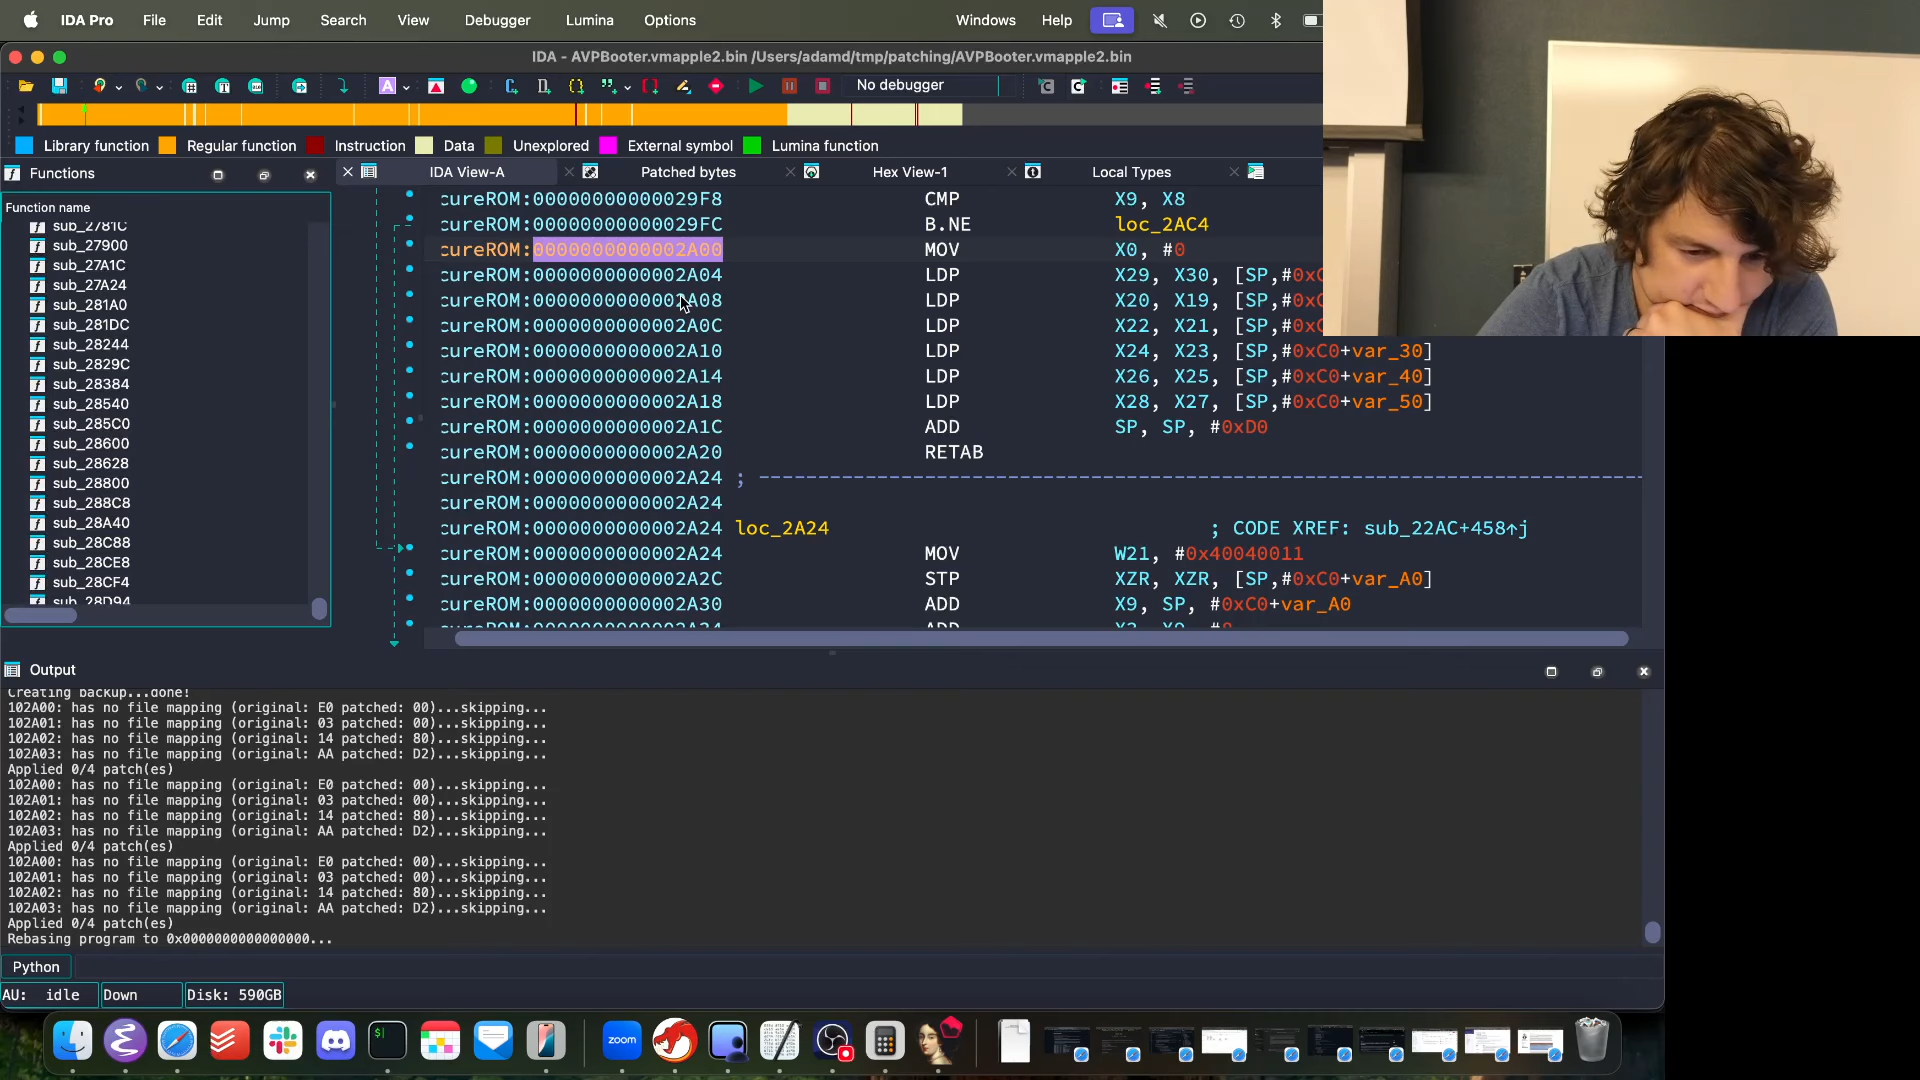 IDA Pro File Edit Jump Search View Debugger Lumina Options Windows Help
IDA - AVPBooter.vmapple2.bin /Users/adamd/tmp/patching/AVPBooter.vmapple2.bin
No debugger
Library function Regular function Instruction Data Unexplored External symbol Lumina function
Functions
IDA View-A Patched bytes Hex View-1 Local Types
Function name
sub_2781C
sub_27900
sub_27A1C
sub_27A24
sub_281A0
sub_281DC
sub_28244
sub_2829C
sub_28384
sub_28540
sub_285C0
sub_28600
sub_28628
sub_28800
sub_288C8
sub_28A40
sub_28C88
sub_28CE8
sub_28CF4
sub_28D94
cureROM:00000000000029F8 CMP X9, X8
cureROM:00000000000029FC B.NE loc_2AC4
cureROM:0000000000002A00 MOV X0, #0
cureROM:0000000000002A04 LDP X29, X30, [SP,#0xC
cureROM:0000000000002A08 LDP X20, X19, [SP,#0xC
cureROM:0000000000002A0C LDP X22, X21, [SP,#0xC
cureROM:0000000000002A10 LDP X24, X23, [SP,#0xC0+var_30]
cureROM:0000000000002A14 LDP X26, X25, [SP,#0xC0+var_40]
cureROM:0000000000002A18 LDP X28, X27, [SP,#0xC0+var_50]
cureROM:0000000000002A1C ADD SP, SP, #0xD0
cureROM:0000000000002A20 RETAB
cureROM:0000000000002A24 ; ---------------------------------------------------------------------------
cureROM:0000000000002A24
cureROM:0000000000002A24 loc_2A24 ; CODE XREF: sub_22AC+458↑j
cureROM:0000000000002A24 MOV W21, #0x40040011
cureROM:0000000000002A2C STP XZR, XZR, [SP,#0xC0+var_A0]
cureROM:0000000000002A30 ADD X9, SP, #0xC0+var_A0
cureROM:0000000000002A34 ADD X2, X9, #8
Output
Creating backup...done!
102A00: has no file mapping (original: E0 patched: 00)...skipping...
102A01: has no file mapping (original: 03 patched: 00)...skipping...
102A02: has no file mapping (original: 14 patched: 80)...skipping...
102A03: has no file mapping (original: AA patched: D2)...skipping...
Applied 0/4 patch(es)
102A00: has no file mapping (original: E0 patched: 00)...skipping...
102A01: has no file mapping (original: 03 patched: 00)...skipping...
102A02: has no file mapping (original: 14 patched: 80)...skipping...
102A03: has no file mapping (original: AA patched: D2)...skipping...
Applied 0/4 patch(es)
102A00: has no file mapping (original: E0 patched: 00)...skipping...
102A01: has no file mapping (original: 03 patched: 00)...skipping...
102A02: has no file mapping (original: 14 patched: 80)...skipping...
102A03: has no file mapping (original: AA patched: D2)...skipping...
Applied 0/4 patch(es)
Rebasing program to 0x0000000000000000...
Python
AU: idle Down Disk: 590GB
zoom